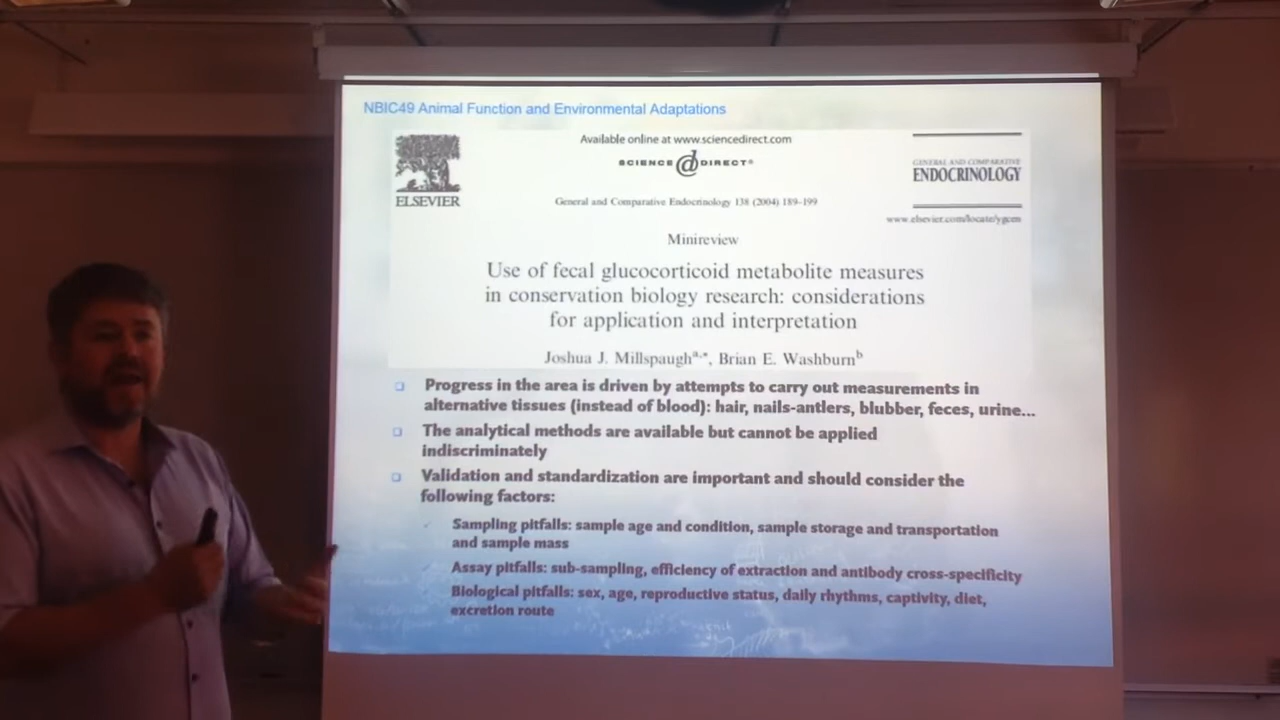 NBIC49 Animal Function and Environmental Adaptations
Available online at www.sciencedirect.com
SCIENCE @ DIRECT®
GENERAL AND COMPARATIVE
ENDOCRINOLOGY
ELSEVIER
General and Comparative Endocrinology 138 (2004) 189–199
www.elsevier.com/locate/ygcen
Minireview
Use of fecal glucocorticoid metabolite measures
in conservation biology research: considerations
for application and interpretation
Joshua J. Millspaugh^a,*, Brian E. Washburn^b
Progress in the area is driven by attempts to carry out measurements in
alternative tissues (instead of blood): hair, nails-antlers, blubber, feces, urine...
The analytical methods are available but cannot be applied
indiscriminately
Validation and standardization are important and should consider the
following factors:
Sampling pitfalls: sample age and condition, sample storage and transportation
and sample mass
Assay pitfalls: sub-sampling, efficiency of extraction and antibody cross-specificity
Biological pitfalls: sex, age, reproductive status, daily rhythms, captivity, diet,
excretion route